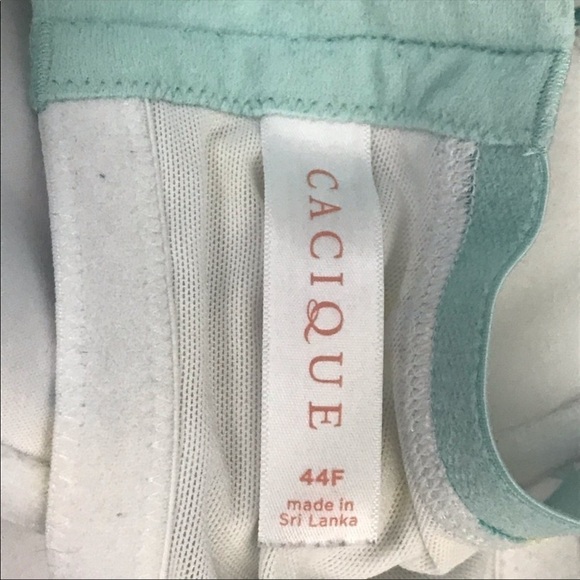 CACIQUE
44F
made in
Sri Lanka